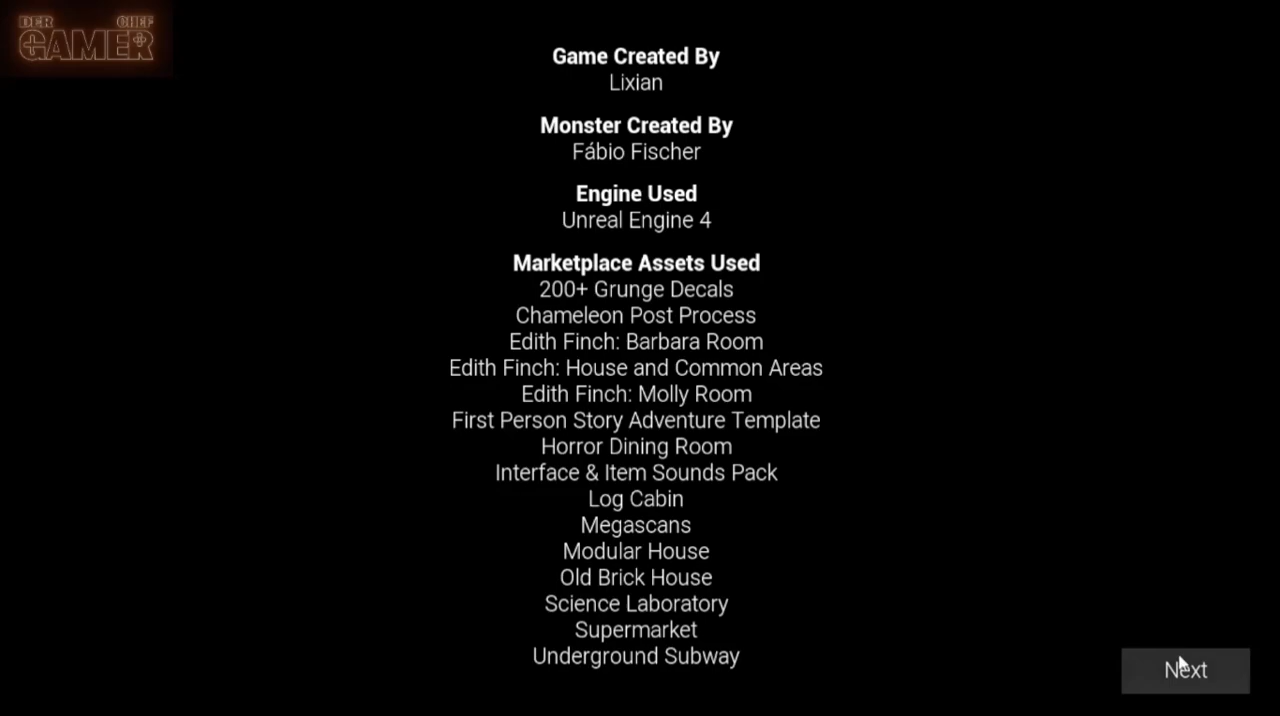 DER CHEF
GAMER
Game Created By
Lixian
Monster Created By
Fábio Fischer
Engine Used
Unreal Engine 4
Marketplace Assets Used
200+ Grunge Decals
Chameleon Post Process
Edith Finch: Barbara Room
Edith Finch: House and Common Areas
Edith Finch: Molly Room
First Person Story Adventure Template
Horror Dining Room
Interface & Item Sounds Pack
Log Cabin
Megascans
Modular House
Old Brick House
Science Laboratory
Supermarket
Underground Subway
Next